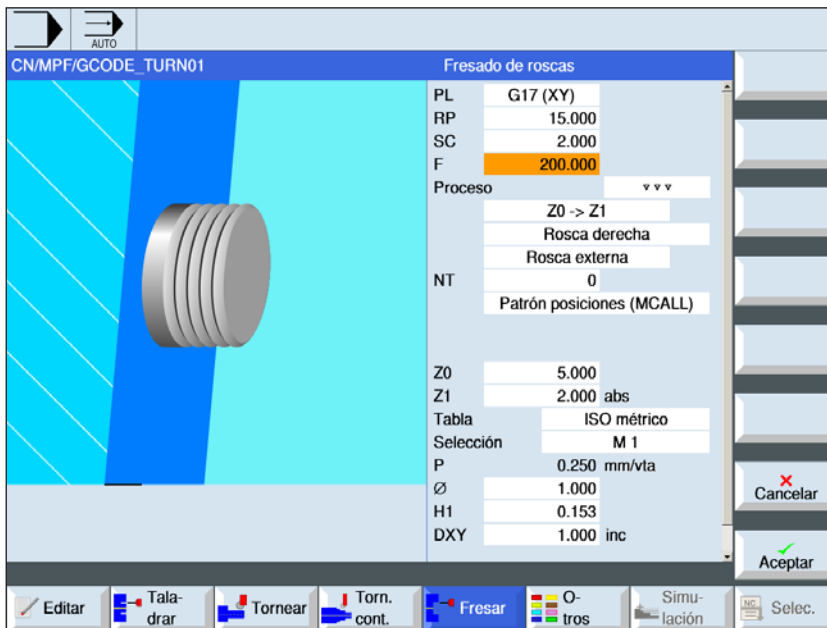 AUTO
CN/MPF/GCODE_TURN01
Fresado de roscas
PL G17 (XY)
RP 15.000
SC 2.000
F 200.000
Proceso ▿▿▿
Z0 -> Z1
Rosca derecha
Rosca externa
NT 0
Patrón posiciones (MCALL)
Z0 5.000
Z1 2.000 abs
Tabla ISO métrico
Selección M 1
P 0.250 mm/vta
Ø 1.000
H1 0.153
DXY 1.000 inc
Cancelar
Aceptar
Editar
Tala-
drar
Tornear
Torn.
cont.
Fresar
O-
tros
Simu-
lación
NC
Selec.